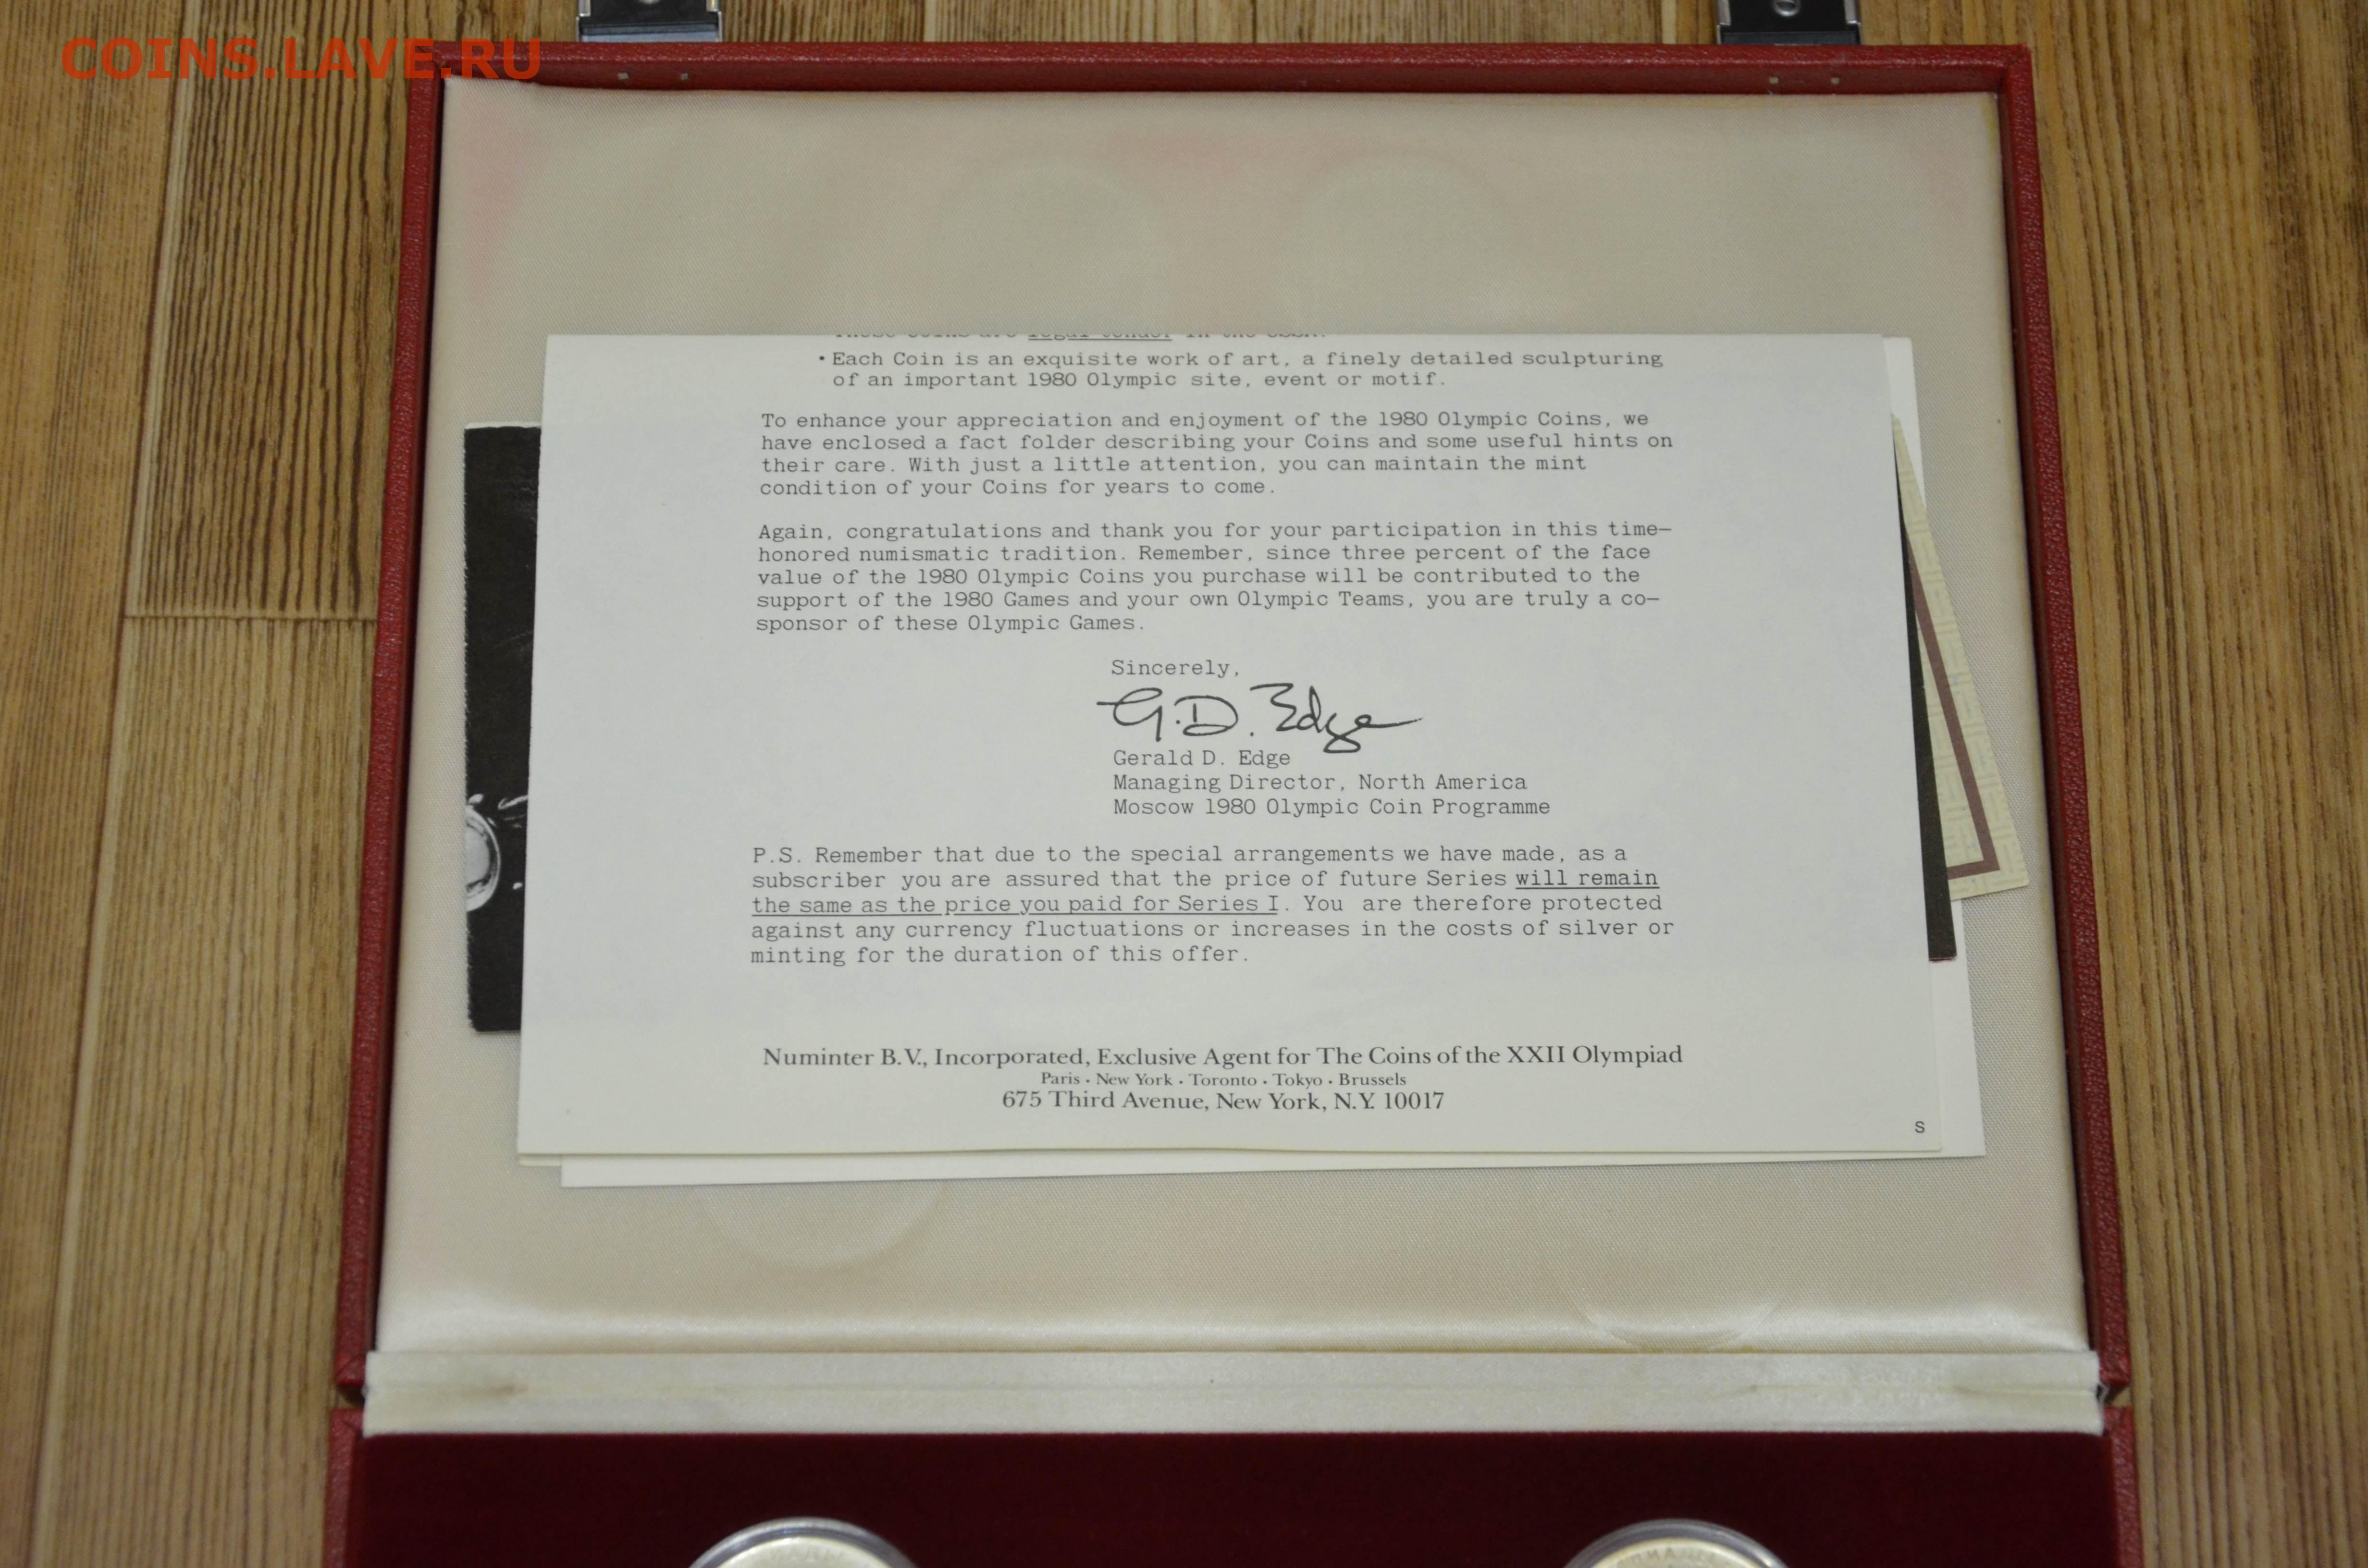 COINS.LAVE.RU
These Coins are legal tender in the USSR.
• Each Coin is an exquisite work of art, a finely detailed sculpturing
of an important 1980 Olympic site, event or motif.
To enhance your appreciation and enjoyment of the 1980 Olympic Coins, we
have enclosed a fact folder describing your Coins and some useful hints on
their care. With just a little attention, you can maintain the mint
condition of your Coins for years to come.
Again, congratulations and thank you for your participation in this time—
honored numismatic tradition. Remember, since three percent of the face
value of the 1980 Olympic Coins you purchase will be contributed to the
support of the 1980 Games and your own Olympic Teams, you are truly a co—
sponsor of these Olympic Games.
Sincerely,
G.D. Edge
Gerald D. Edge
Managing Director, North America
Moscow 1980 Olympic Coin Programme
P.S. Remember that due to the special arrangements we have made, as a
subscriber you are assured that the price of future Series will remain
the same as the price you paid for Series I. You are therefore protected
against any currency fluctuations or increases in the costs of silver or
minting for the duration of this offer.
Numinter B.V., Incorporated, Exclusive Agent for The Coins of the XXII Olympiad
Paris • New York • Toronto • Tokyo • Brussels
675 Third Avenue, New York, N.Y. 10017
S